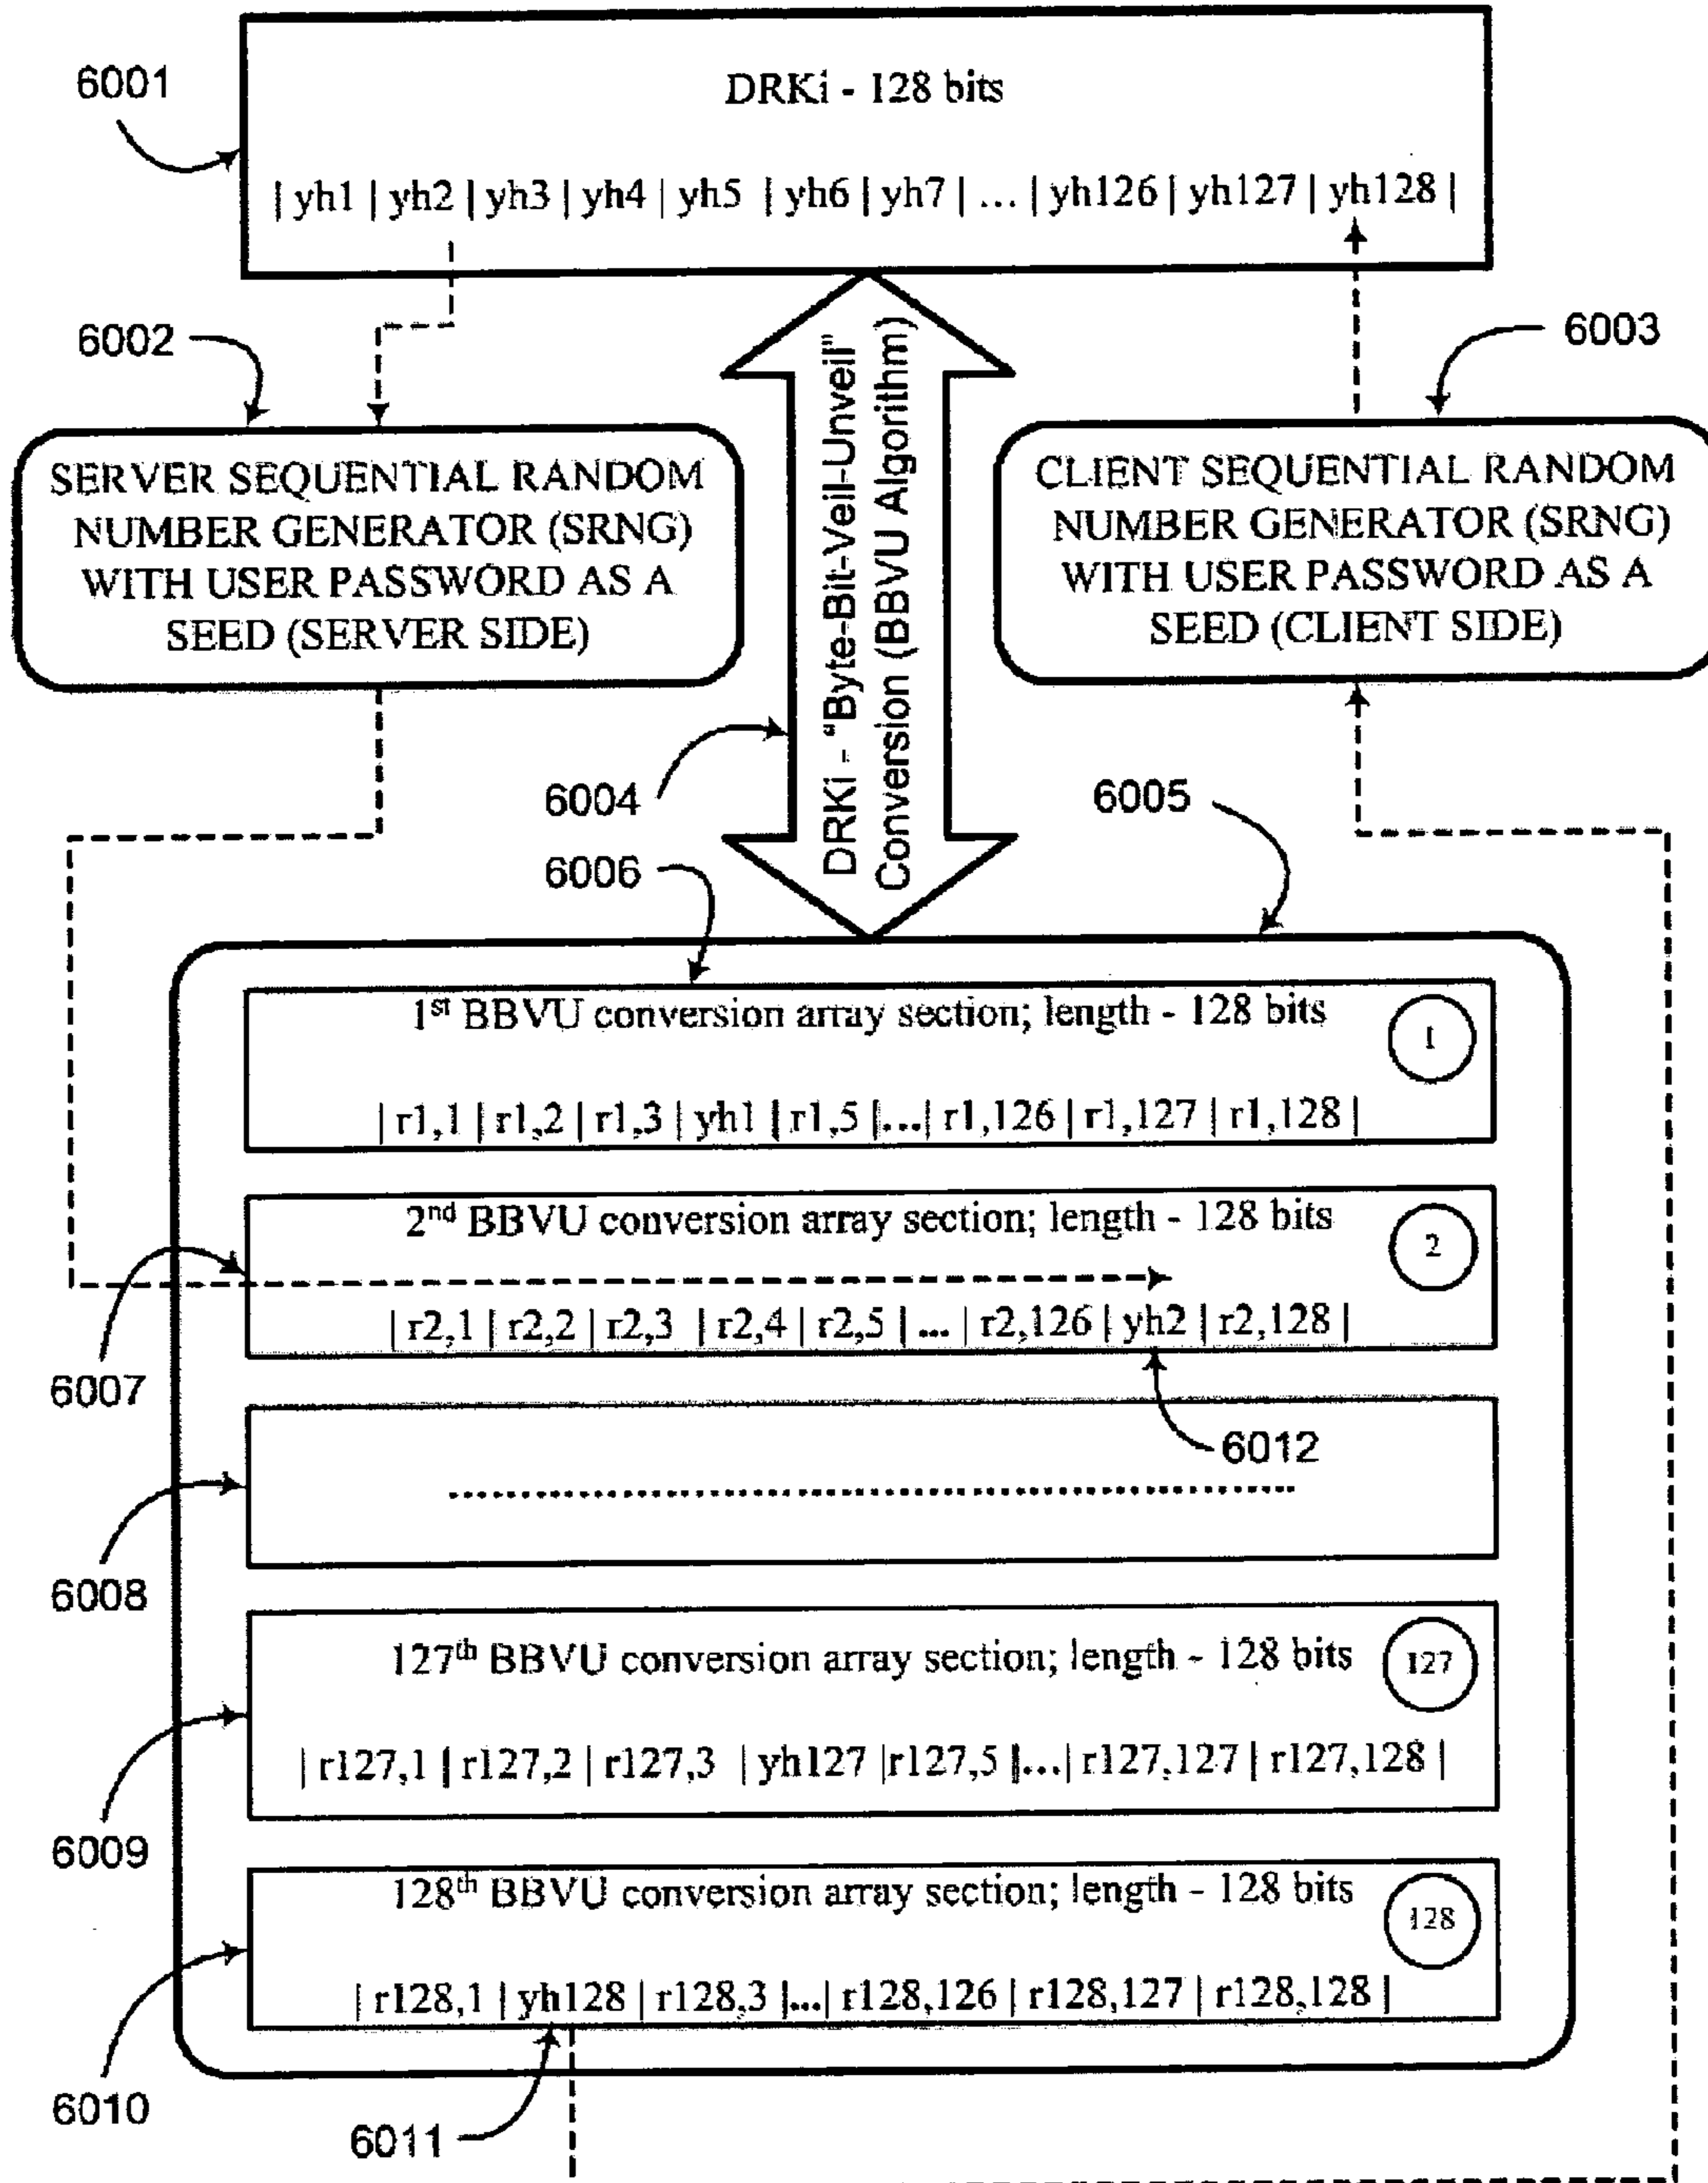 6001
DRKi - 128 bits
| yh1 | yh2 | yh3 | yh4 | yh5 | yh6 | yh7 | ... | yh126 | yh127 | yh128 |
6002
6003
SERVER SEQUENTIAL RANDOM
NUMBER GENERATOR (SRNG)
WITH USER PASSWORD AS A
SEED (SERVER SIDE)
DRKi - "Byte-Bit-Veil-Unveil"
Conversion (BBVU Algorithm)
CLIENT SEQUENTIAL RANDOM
NUMBER GENERATOR (SRNG)
WITH USER PASSWORD AS A
SEED (CLIENT SIDE)
6004
6005
6006
1st BBVU conversion array section; length - 128 bits
1
| r1,1 | r1,2 | r1,3 | yh1 | r1,5 |...| r1,126 | r1,127 | r1,128 |
2nd BBVU conversion array section; length - 128 bits
2
| r2,1 | r2,2 | r2,3 | r2,4 | r2,5 | ... | r2,126 | yh2 | r2,128 |
6007
6012
6008
127th BBVU conversion array section; length - 128 bits
127
| r127,1 | r127,2 | r127,3 | yh127 |r127,5 |...| r127,127 | r127,128 |
6009
128th BBVU conversion array section; length - 128 bits
128
| r128,1 | yh128 | r128,3 |...| r128,126 | r128,127 | r128,128 |
6010
6011